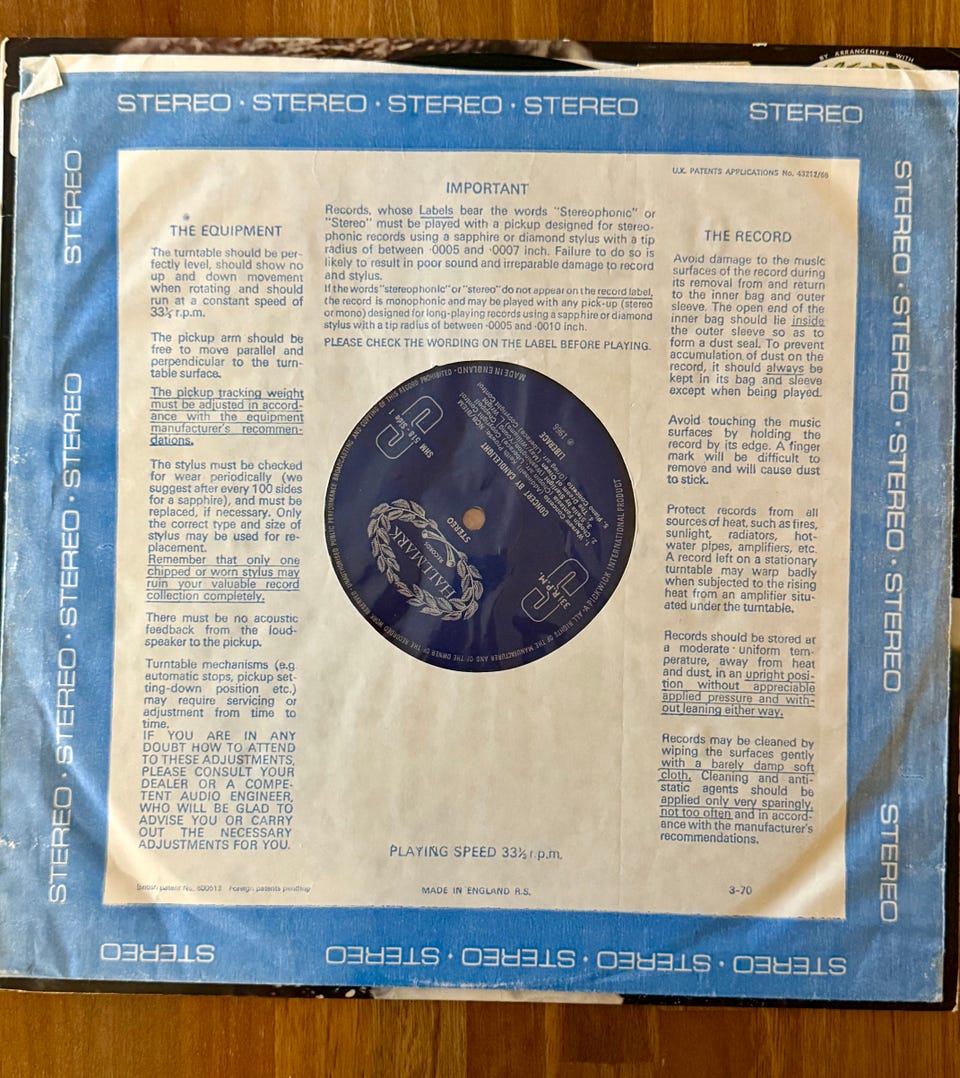 BY ARRANGEMENT WITH
STEREO · STEREO · STEREO · STEREO
STEREO
U.K. PATENTS APPLICATIONS No. 43212/66
IMPORTANT
Records, whose Labels bear the words "Stereophonic" or
"Stereo" must be played with a pickup designed for stereo-
phonic records using a sapphire or diamond stylus with a tip
radius of between ·0005 and ·0007 inch. Failure to do so is
likely to result in poor sound and irreparable damage to record
and stylus.
If the words "stereophonic" or "stereo" do not appear on the record label,
the record is monophonic and may be played with any pick-up (stereo
or mono) designed for long-playing records using a sapphire or diamond
stylus with a tip radius of between ·0005 and ·0010 inch.
PLEASE CHECK THE WORDING ON THE LABEL BEFORE PLAYING.
THE EQUIPMENT
The turntable should be per-
fectly level, should show no
up and down movement
when rotating and should
run at a constant speed of
33⅓ r.p.m.
The pickup arm should be
free to move parallel and
perpendicular to the turn-
table surface.
The pickup tracking weight
must be adjusted in accord-
ance with the equipment
manufacturer's recommen-
dations.
The stylus must be checked
for wear periodically (we
suggest after every 100 sides
for a saphire), and must be
replaced, if necessary. Only
the correct type and size of
stylus may be used for re-
placement.
Remember that only one
chipped or worn stylus may
ruin your valuable record
collection completely.
There must be no acoustic
feedback from the loud-
speaker to the pickup.
Turntable mechanisms (e.g.
automatic stops, pickup set-
ting-down position etc.)
may require servicing or
adjustment from time to
time.
IF YOU ARE IN ANY
DOUBT HOW TO ATTEND
TO THESE ADJUSTMENTS,
PLEASE CONSULT YOUR
DEALER OR A COMPE-
TENT AUDIO ENGINEER,
WHO WILL BE GLAD TO
ADVISE YOU OR CARRY
OUT THE NECESSARY
ADJUSTMENTS FOR YOU.
THE RECORD
Avoid damage to the music
surfaces of the record during
its removal from and return
to the inner bag and outer
sleeve. The open end of the
inner bag should lie inside
the outer sleeve so as to
form a dust seal. To prevent
accumulation of dust on the
record, it should always be
kept in its bag and sleeve
except when being played.
Avoid touching the music
surfaces by holding the
record by its edge. A finger
mark will be difficult to
remove and will cause dust
to stick.
Protect records from all
sources of heat, such as fires,
sunlight, radiators, hot-
water pipes, amplifiers, etc.
A record left on a stationary
turntable may warp badly
when subjected to the rising
heat from an amplifier situ-
ated under the turntable.
Records should be stored at
a moderate uniform tem-
perature, away from heat
and dust, in an upright posi-
tion without appreciable
applied pressure and with-
out leaning either way.
Records may be cleaned by
wiping the surfaces gently
with a barely damp soft
cloth. Cleaning and anti-
static agents should be
applied only very sparingly,
not too often and in accord-
ance with the manufacturer's
recommendations.
HALLMARK
RECORDS
STEREO
SHM 516
Side 1
33⅓ R.P.M.
CONCERT BY CANDLELIGHT
LIBERACE
℗ 1966
MADE IN ENGLAND
A PICKWICK INTERNATIONAL PRODUCT
PLAYING SPEED 33⅓ r.p.m.
British patent No. 800513 Foreign patents pending
MADE IN ENGLAND R.S.
3-70
STEREO
STEREO · STEREO · STEREO · STEREO
STEREO · STEREO · STEREO · STEREO
STEREO
STEREO
STEREO · STEREO · STEREO · STEREO